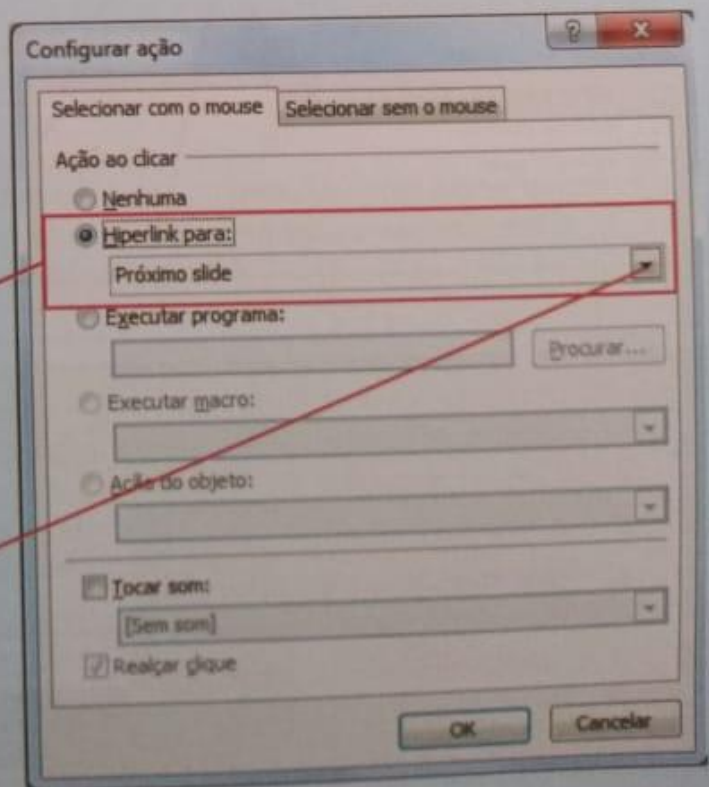 Configurar ação
Selecionar com o mouse Selecionar sem o mouse
Ação ao clicar
Nenhuma
Hiperlink para:
Próximo slide
Executar programa:
Procurar...
Executar macro:
Ação do objeto:
Tocar som:
[Sem som]
Realçar clique
OK Cancelar